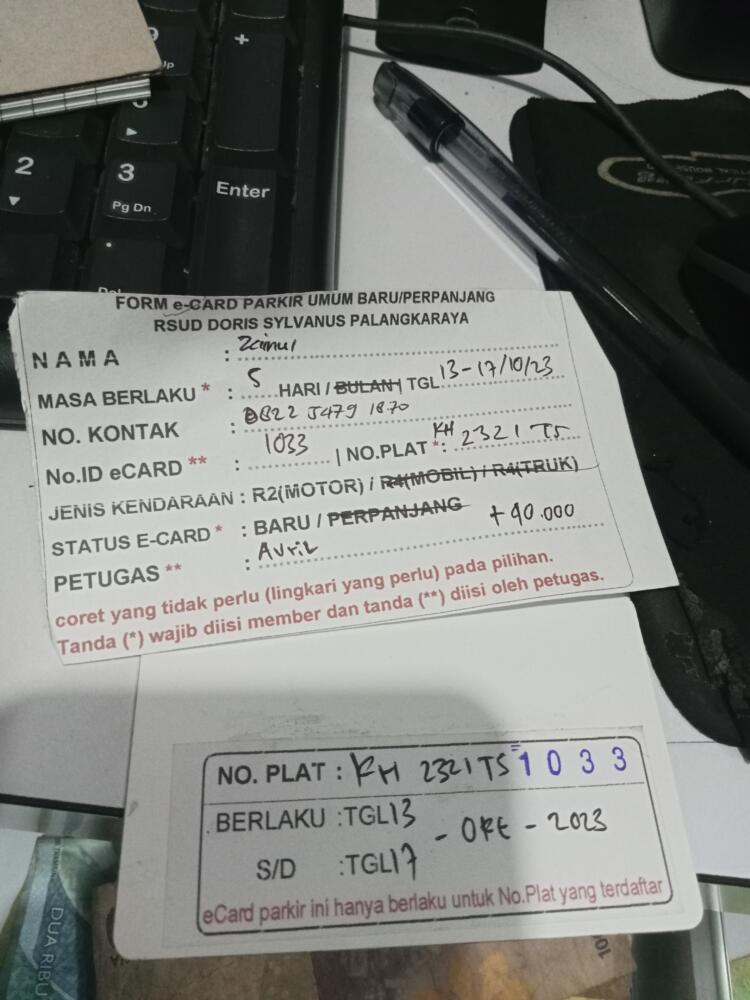 +
2
3
Pg Dn
Enter
FORM e-CARD PARKIR UMUM BARU/PERPANJANG
RSUD DORIS SYLVANUS PALANGKARAYA
NAMA : Zainul
MASA BERLAKU * : 5 HARI / BULAN | TGL 13-17/10/23
NO. KONTAK : 0822 5479 1870
No.ID eCARD ** : 1033 | NO.PLAT *: KH 2321 TS
JENIS KENDARAAN : R2(MOTOR) / R4(MOBIL) / R4(TRUK)
STATUS E-CARD * : BARU / PERPANJANG +90.000
PETUGAS ** : Avril
coret yang tidak perlu (lingkari yang perlu) pada pilihan.
Tanda (*) wajib diisi member dan tanda (**) diisi oleh petugas.
NO. PLAT : KH 2321 TS 1033
BERLAKU :TGL 13
- OKT - 2023
S/D :TGL 17
eCard parkir ini hanya berlaku untuk No.Plat yang terdaftar
DUA RIBU